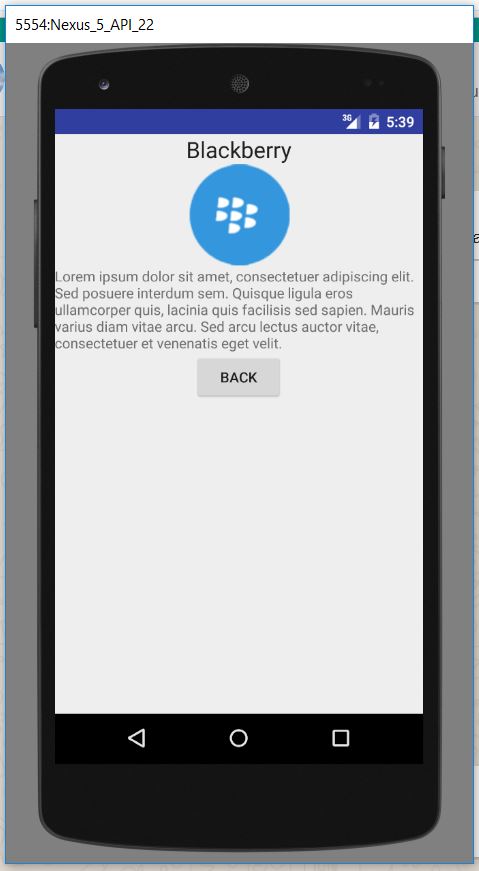 5554:Nexus_5_API_22
3G 5:39
Blackberry
Lorem ipsum dolor sit amet, consectetuer adipiscing elit.
Sed posuere interdum sem. Quisque ligula eros
ullamcorper quis, lacinia quis facilisis sed sapien. Mauris
varius diam vitae arcu. Sed arcu lectus auctor vitae,
consectetuer et venenatis eget velit.
BACK